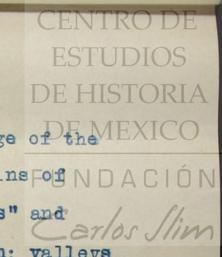 CENTRO DE
ESTUDIOS
DE HISTORIA
DE MEXICO
ge of the
ns of
FUNDACIÓN
s" and
Carlos Slim
n: valleys